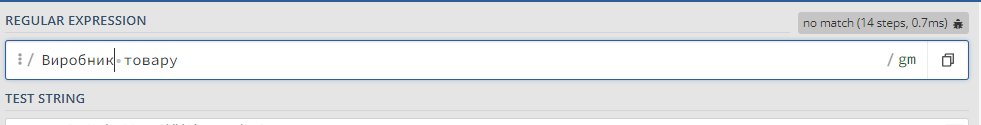 REGULAR EXPRESSION
no match (14 steps, 0.7ms)
/ Виробник товару / gm
TEST STRING